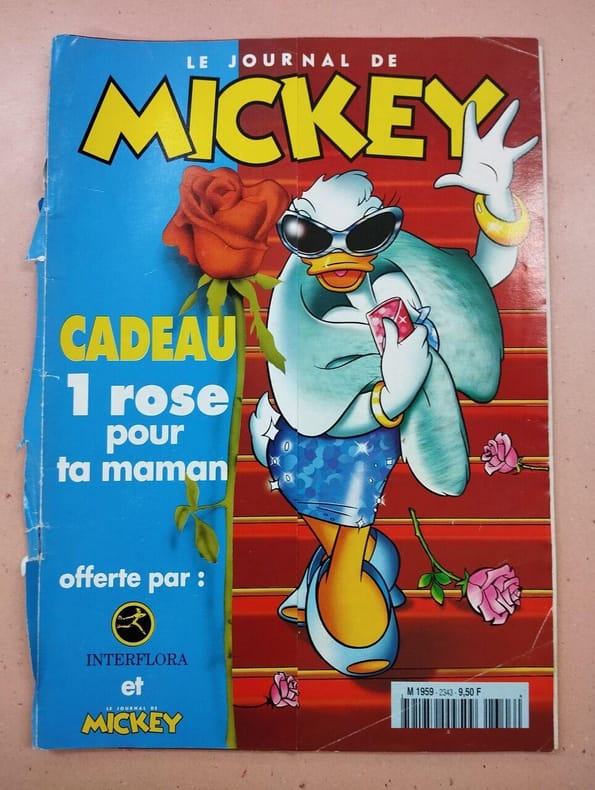 LE JOURNAL DE
MICKEY
CADEAU
1 rose
pour
ta maman
offerte par :
INTERFLORA
et
LE JOURNAL DE
MICKEY
M 1959 - 2343 - 9,50 F